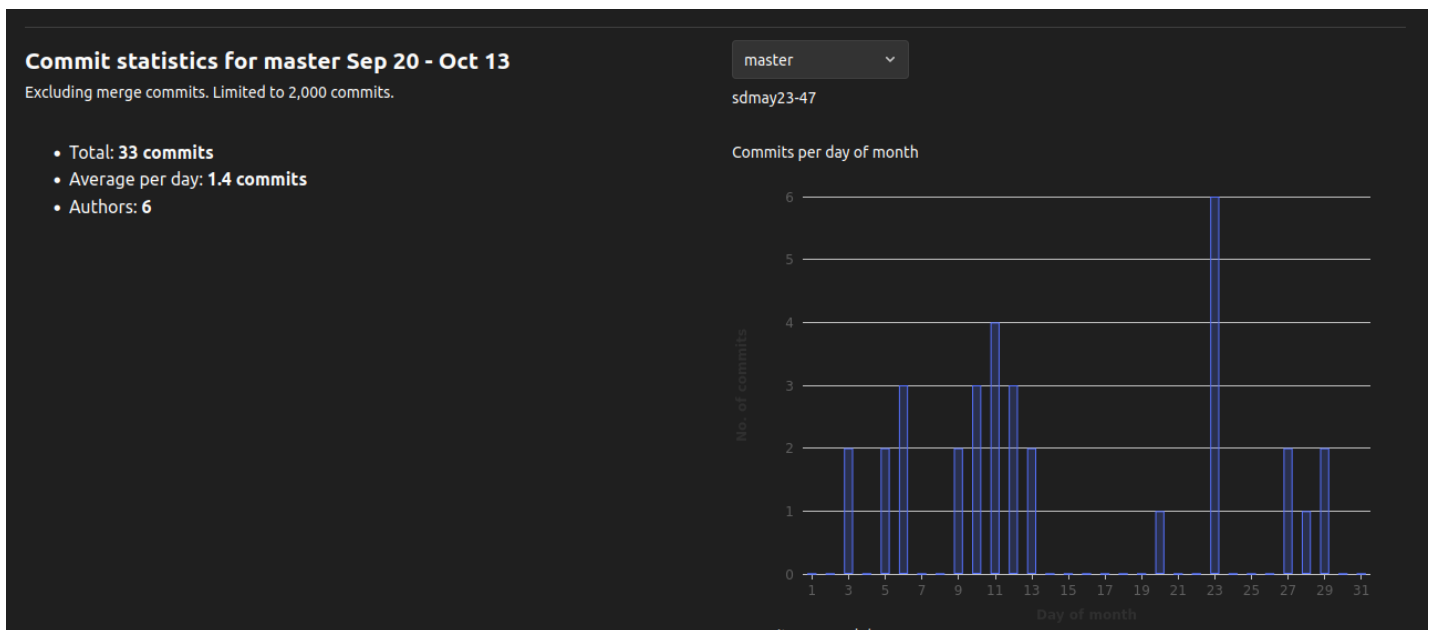 Commit statistics for master Sep 20 - Oct 13
Excluding merge commits. Limited to 2,000 commits.
Total: 33 commits
Average per day: 1.4 commits
Authors: 6
master
sdmay23-47
Commits per day of month
6
5
4
3
2
1
0
No. of commits
1 3 5 7 9 11 13 15 17 19 21 23 25 27 29 31
Day of month